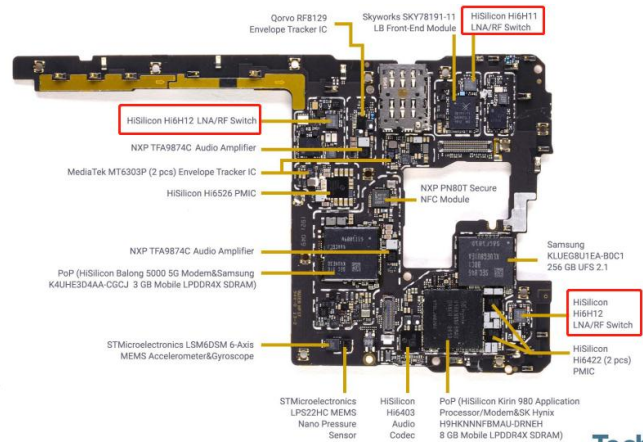 Qorvo RF8129
Envelope Tracker IC
Skyworks SKY78191-11
LB Front-End Module
HiSilicon Hi6H11
LNA/RF Switch
HiSilicon Hi6H12 LNA/RF Switch
NXP TFA9874C Audio Amplifier
MediaTek MT6303P (2 pcs) Envelope Tracker IC
HiSilicon Hi6526 PMIC
NXP PN80T Secure
NFC Module
NXP TFA9874C Audio Amplifier
PoP (HiSilicon Balong 5000 5G Modem&Samsung
K4UHE3D4AA-CGCJ 3 GB Mobile LPDDR4X SDRAM)
Samsung
KLUEG8U1EA-B0C1
256 GB UFS 2.1
HiSilicon
Hi6H12
LNA/RF Switch
HiSilicon
Hi6422 (2 pcs)
PMIC
STMicroelectronics LSM6DSM 6-Axis
MEMS Accelerometer&Gyroscope
STMicroelectronics
LPS22HC MEMS
Nano Pressure
Sensor
HiSilicon
Hi6403
Audio
Codec
PoP (HiSilicon Kirin 980 Application
Processor/Modem&SK Hynix
H9HKNNNFBMAU-DRNEH
8 GB Mobile LPDDR4X SDRAM)